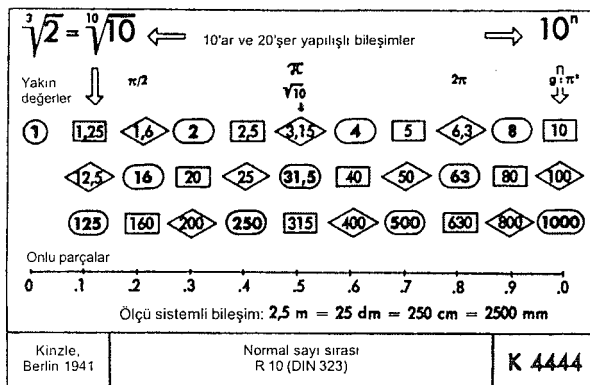 ³√2 = ¹⁰√10 ⇐ 10'ar ve 20'şer yapılışlı bileşimler ⇒ 10ⁿ
Yakın değerler π/2 π √10 2π n g:π²
1 1,25 1,6 2 2,5 3,15 4 5 6,3 8 10
12,5 16 20 25 31,5 40 50 63 80 100
125 160 200 250 315 400 500 630 800 1000
Onlu parçalar
0 .1 .2 .3 .4 .5 .6 .7 .8 .9 .0
Ölçü sistemli bileşim: 2,5 m = 25 dm = 250 cm = 2500 mm
Kinzle,
Berlin 1941
Normal sayı sırası
R 10 (DIN 323)
K 4444